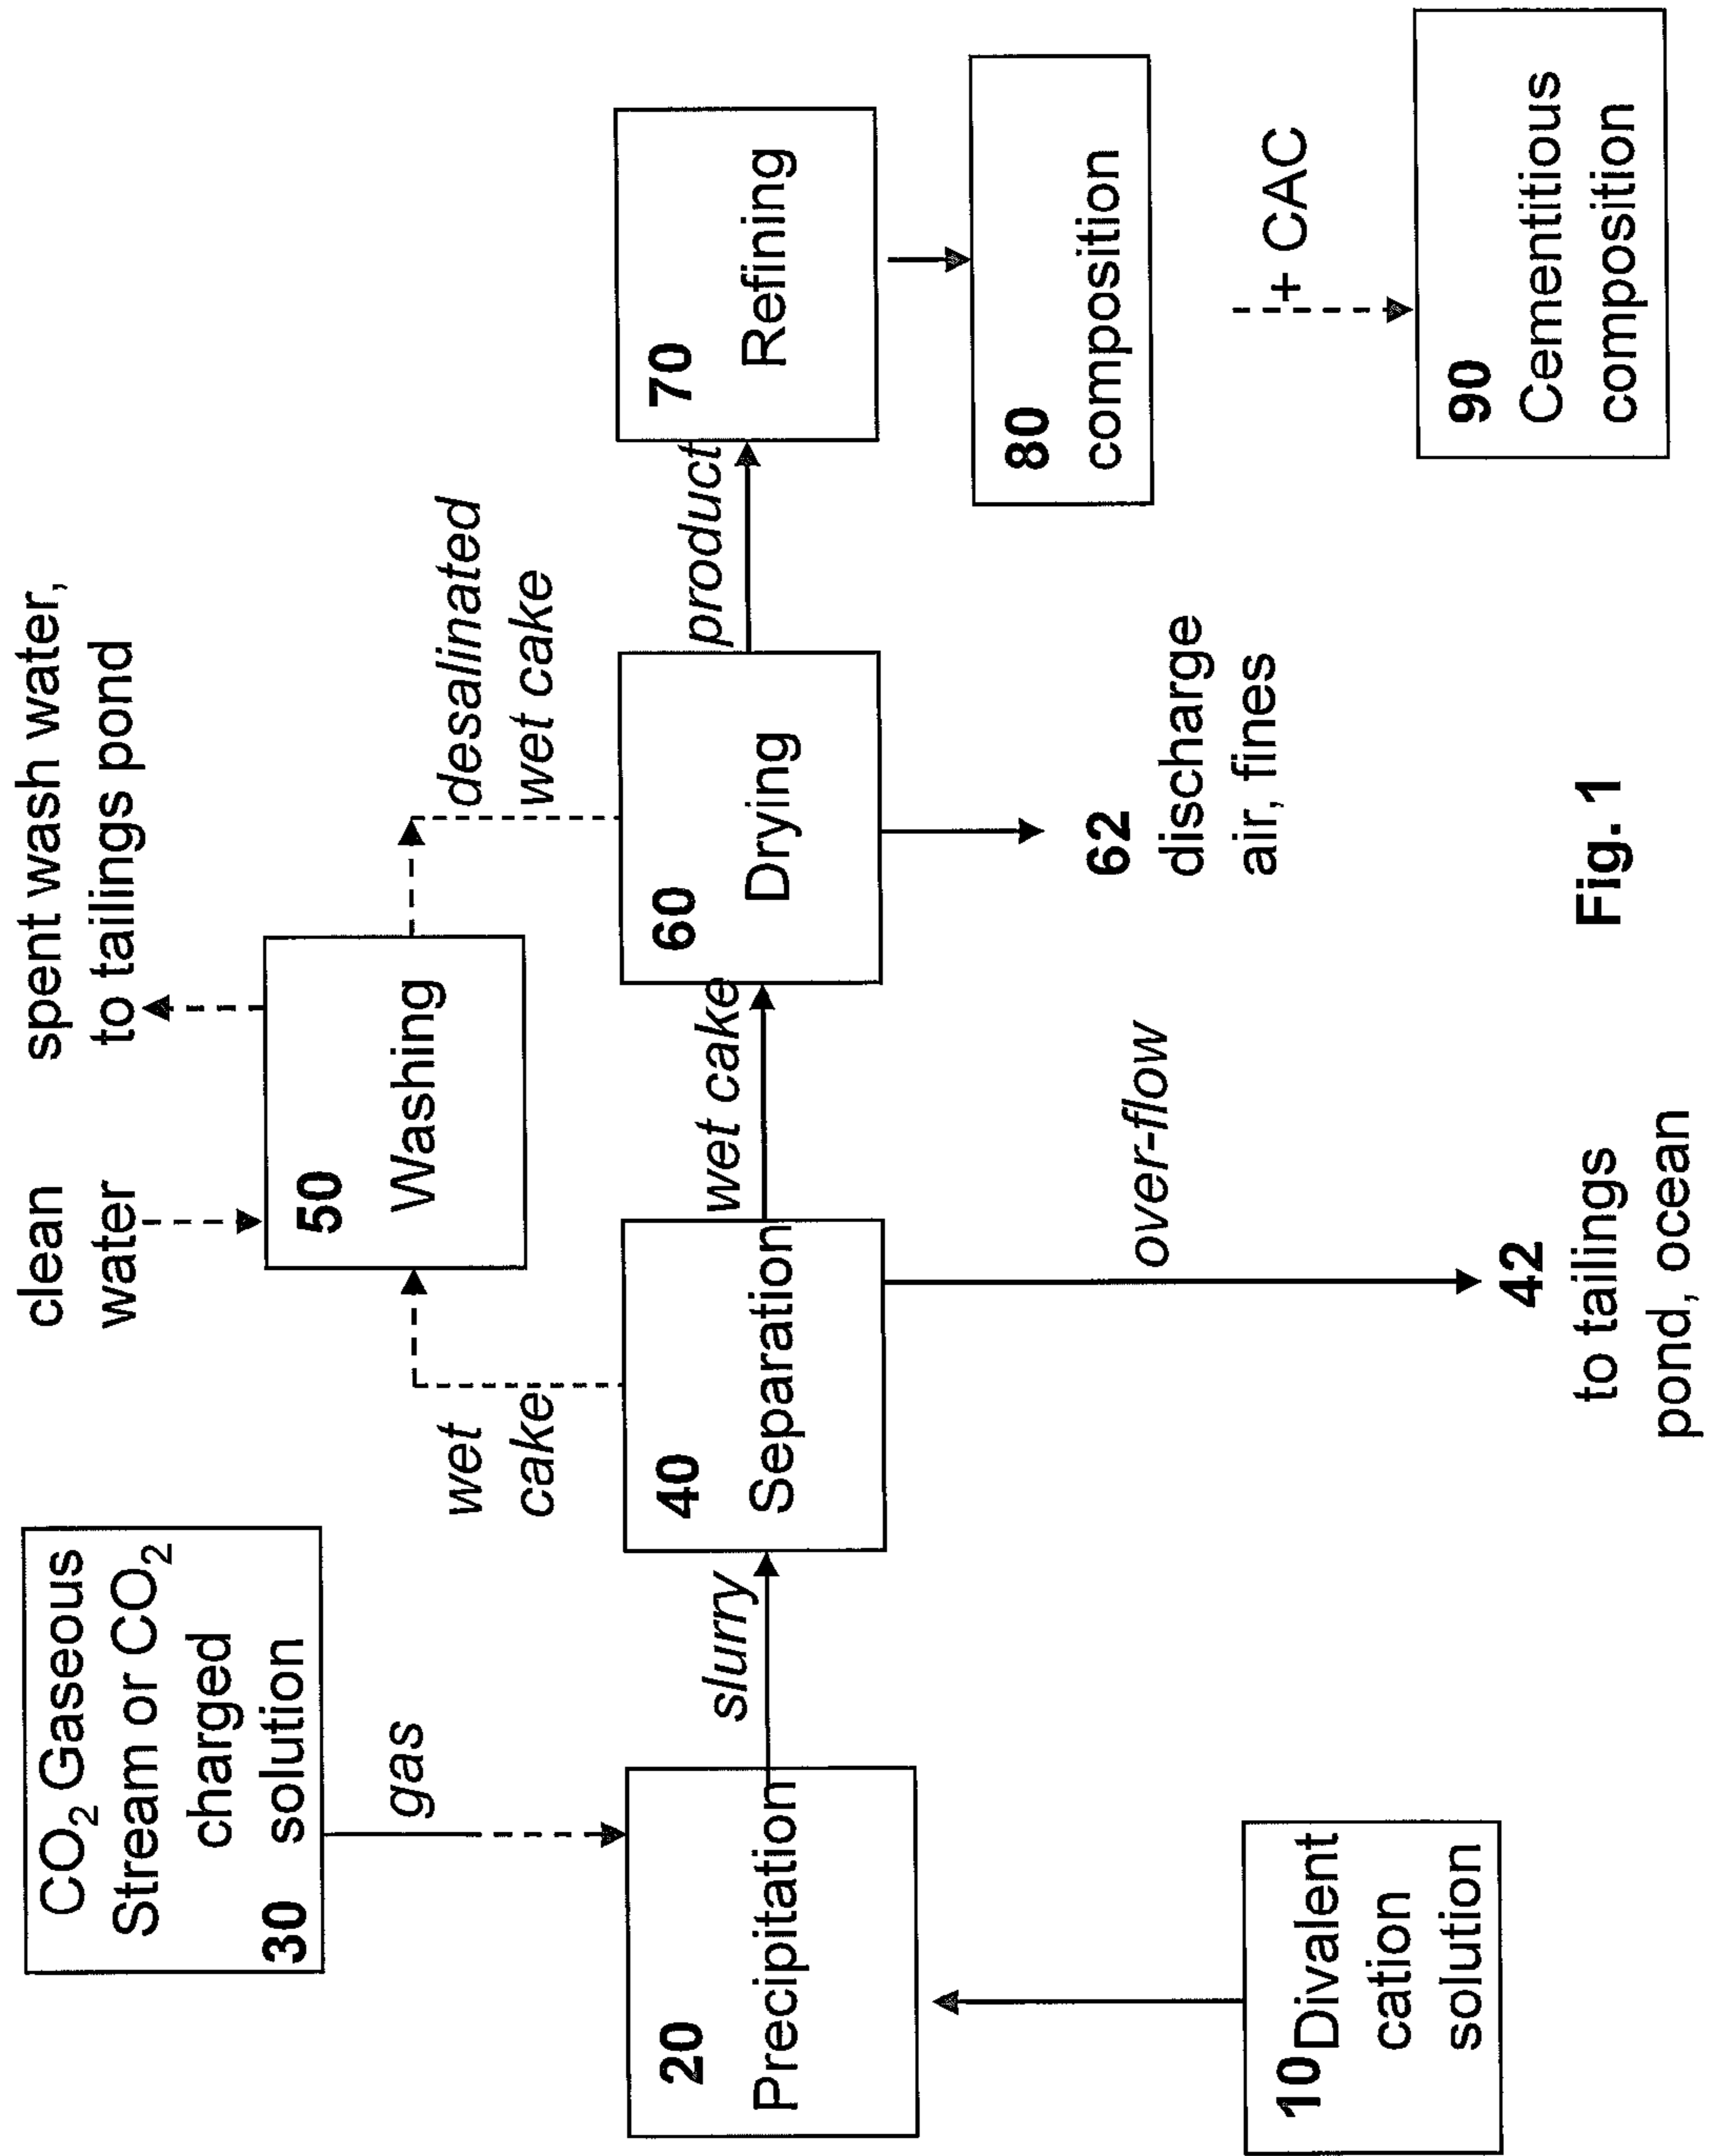 CO₂ Gaseous
Stream or CO₂
charged
30 solution
gas
clean
water
spent wash water,
to tailings pond
50
Washing
wet
cake
desalinated
wet cake
20
Precipitation
slurry
40
Separation
wet cake
60
Drying
product
70
Refining
10 Divalent
cation
solution
over-flow
42
to tailings
pond, ocean
62
discharge
air, fines
80
composition
+ CAC
90
Cementitious
composition
Fig. 1